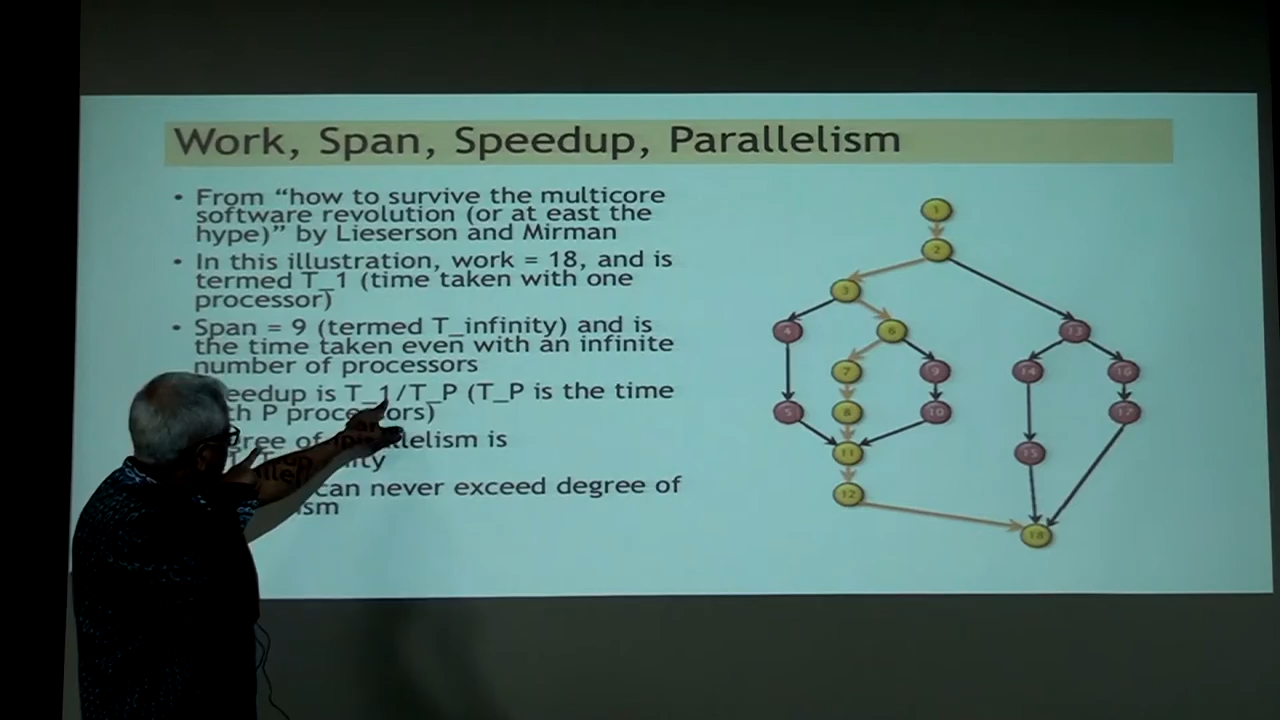 Work, Span, Speedup, Parallelism
• From “how to survive the multicore
software revolution (or at east the
hype)” by Lieserson and Mirman
• In this illustration, work = 18, and is
termed T_1 (time taken with one
processor)
• Span = 9 (termed T_infinity) and is
the time taken even with an infinite
number of processors
eedup is T_1/T_P (T_P is the time
th P processors)
ree of parallelism is
can never exceed degree of
ism
1
2
3
4
6
13
7
9
14
16
5
8
10
17
11
15
12
18